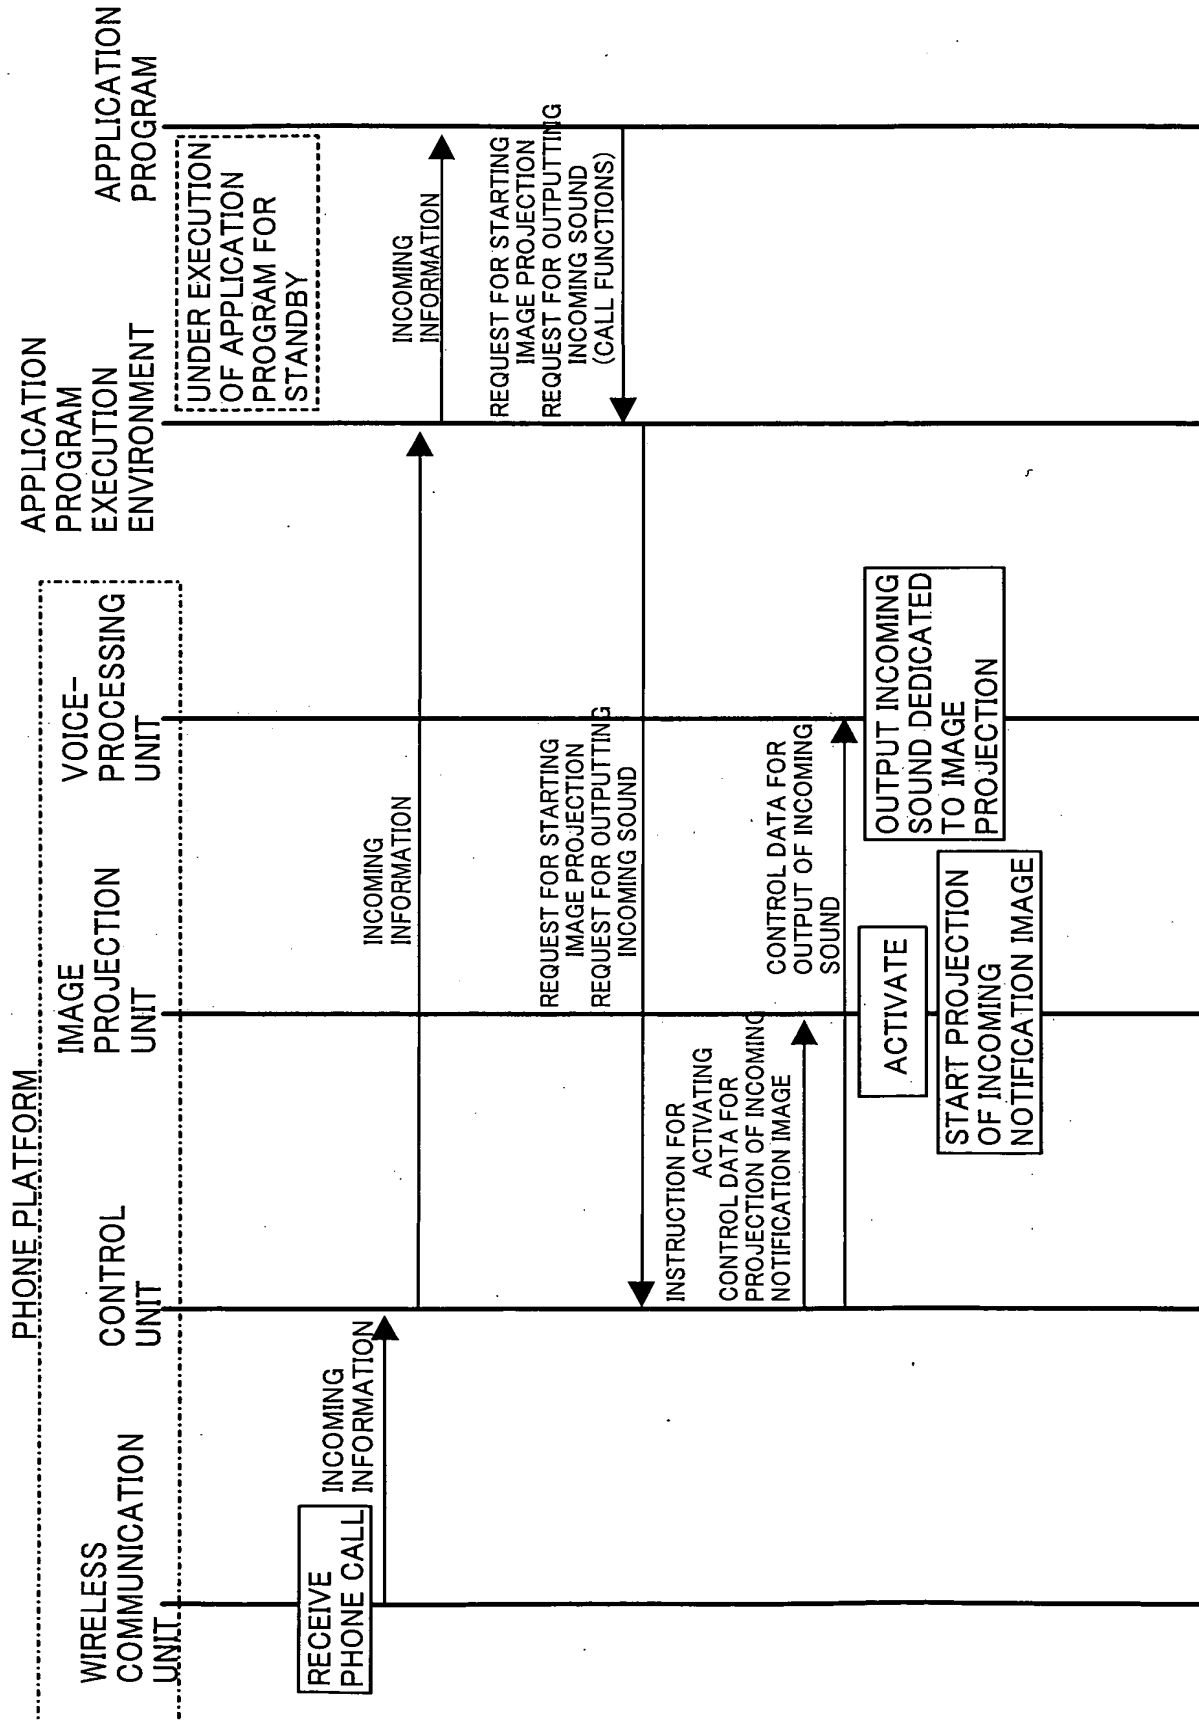 PHONE PLATFORM
WIRELESS
COMMUNICATION
UNIT
CONTROL
UNIT
IMAGE
PROJECTION
UNIT
VOICE-
PROCESSING
UNIT
APPLICATION
PROGRAM
EXECUTION
ENVIRONMENT
APPLICATION
PROGRAM
UNDER EXECUTION
OF APPLICATION
PROGRAM FOR
STANDBY
RECEIVE
PHONE CALL
INCOMING
INFORMATION
INCOMING
INFORMATION
INCOMING
INFORMATION
REQUEST FOR STARTING
IMAGE PROJECTION
REQUEST FOR OUTPUTTING
INCOMING SOUND
(CALL FUNCTIONS)
REQUEST FOR STARTING
IMAGE PROJECTION
REQUEST FOR OUTPUTTING
INCOMING SOUND
INSTRUCTION FOR
ACTIVATING
CONTROL DATA FOR
PROJECTION OF INCOMING
NOTIFICATION IMAGE
CONTROL DATA FOR
OUTPUT OF INCOMING
SOUND
ACTIVATE
OUTPUT INCOMING
SOUND DEDICATED
TO IMAGE
PROJECTION
START PROJECTION
OF INCOMING
NOTIFICATION IMAGE